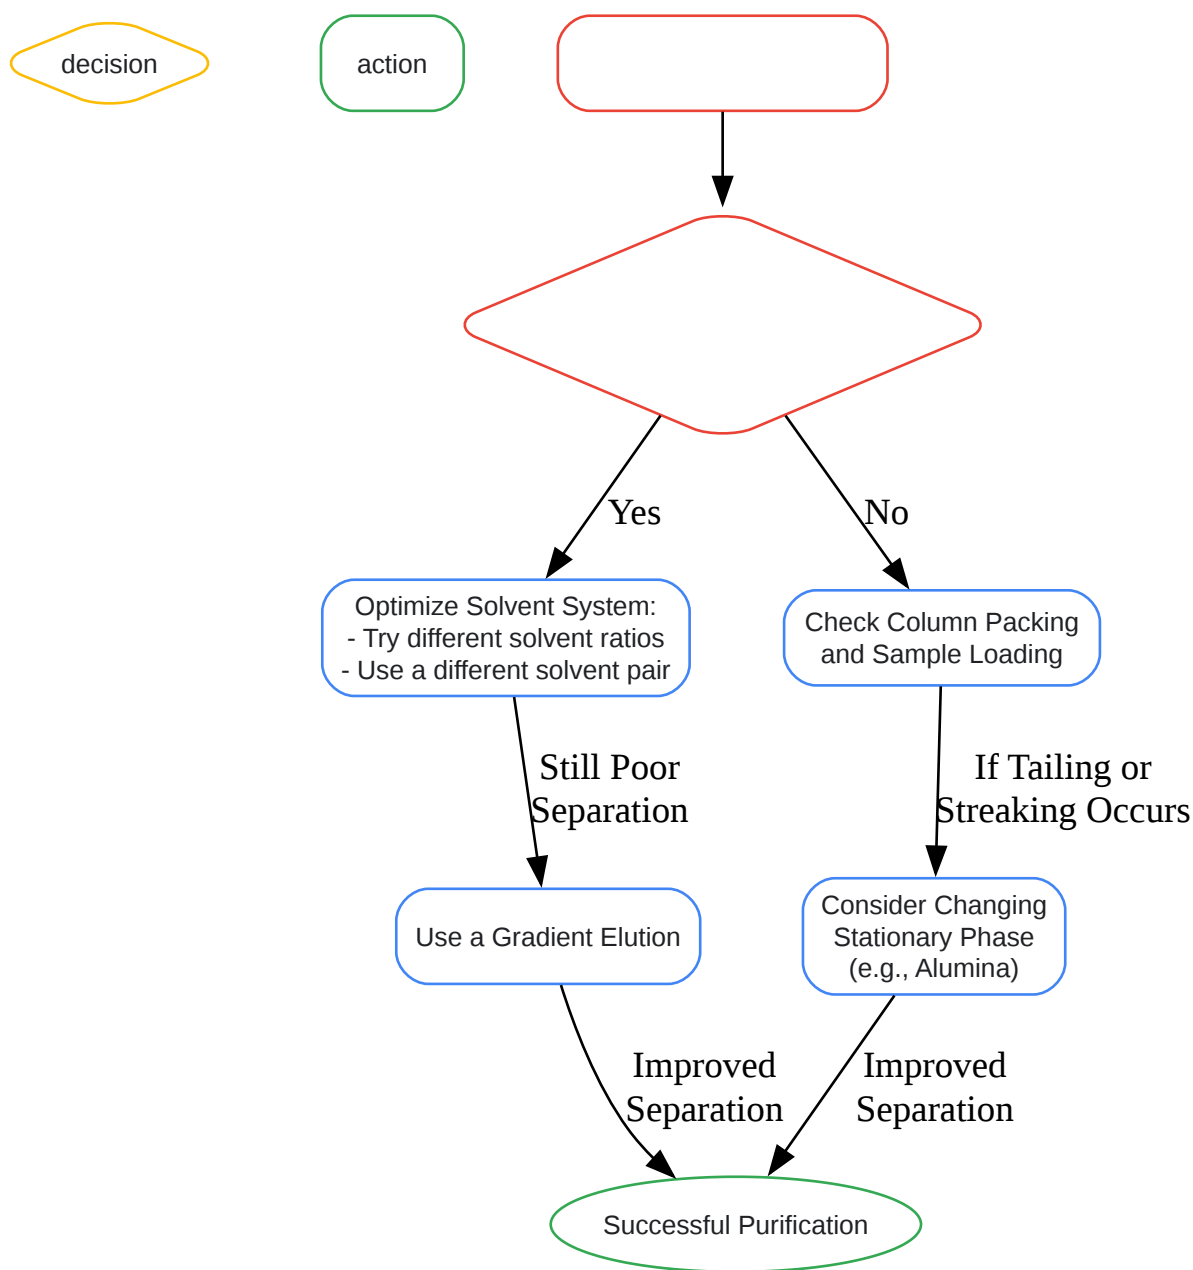 decision
action
Yes
No
Optimize Solvent System:
- Try different solvent ratios
- Use a different solvent pair
Check Column Packing
and Sample Loading
Still Poor
Separation
If Tailing or
Streaking Occurs
Use a Gradient Elution
Consider Changing
Stationary Phase
(e.g., Alumina)
Improved
Separation
Improved
Separation
Successful Purification